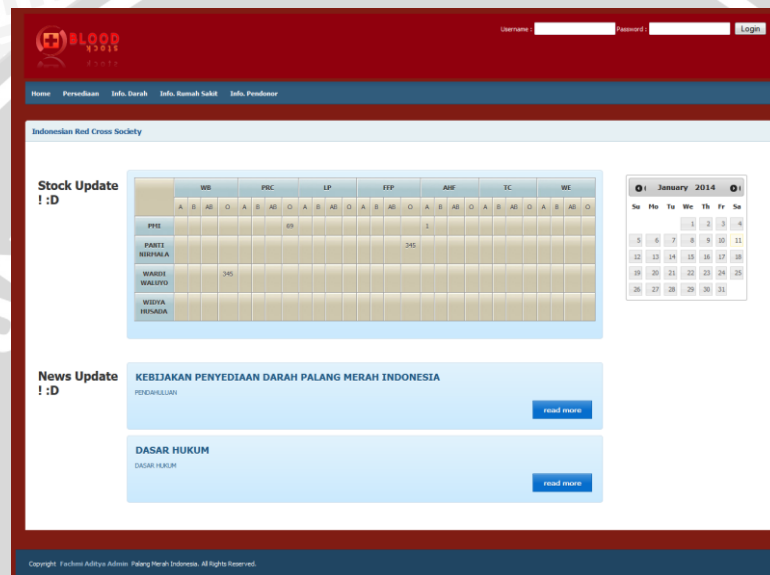 BLOOD
STOCK
Username :
Password :
Login
Home Persediaan Info. Darah Info. Rumah Sakit Info. Pendonor
Indonesian Red Cross Society
Stock Update
! :D
WB PRC LP FFP AHF TC WE
A B AB O A B AB O A B AB O A B AB O A B AB O A B AB O A B AB O
PMI 89 1
PANTI
NIRMALA 345
WARDI
WALUYO 345
WIDYA
HUSADA
January 2014
Su Mo Tu We Th Fr Sa
1 2 3 4
5 6 7 8 9 10 11
12 13 14 15 16 17 18
19 20 21 22 23 24 25
26 27 28 29 30 31
News Update
! :D
KEBIJAKAN PENYEDIAAN DARAH PALANG MERAH INDONESIA
PENDAHULUAN
read more
DASAR HUKUM
DASAR HUKUM
read more
Copyright Fachmi Aditya Admin Palang Merah Indonesia. All Rights Reserved.